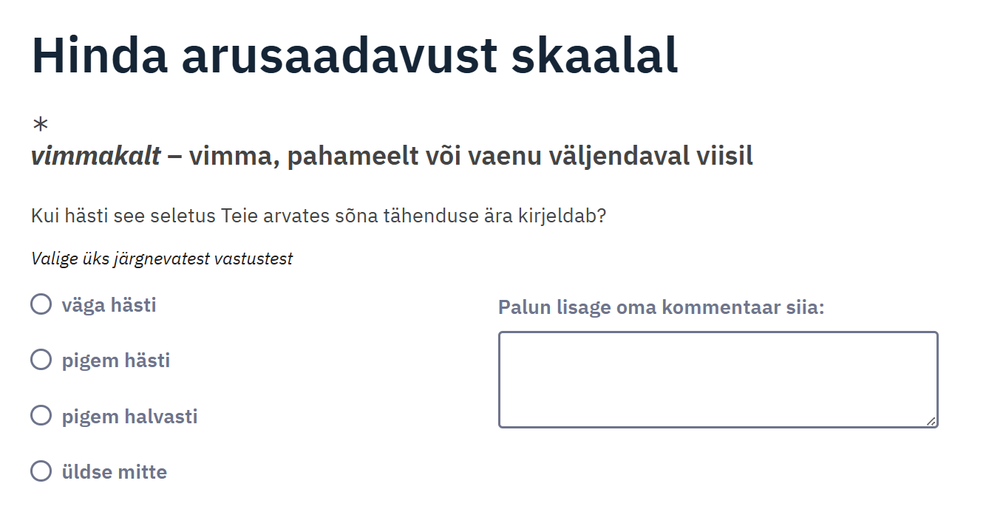 Hinda arusaadavust skaalal
*
vimmakalt – vimma, pahameelt või vaenu väljendaval viisil
Kui hästi see seletus Teie arvates sõna tähenduse ära kirjeldab?
Valige üks järgnevatest vastustest
väga hästi
pigem hästi
pigem halvasti
üldse mitte
Palun lisage oma kommentaar siia: